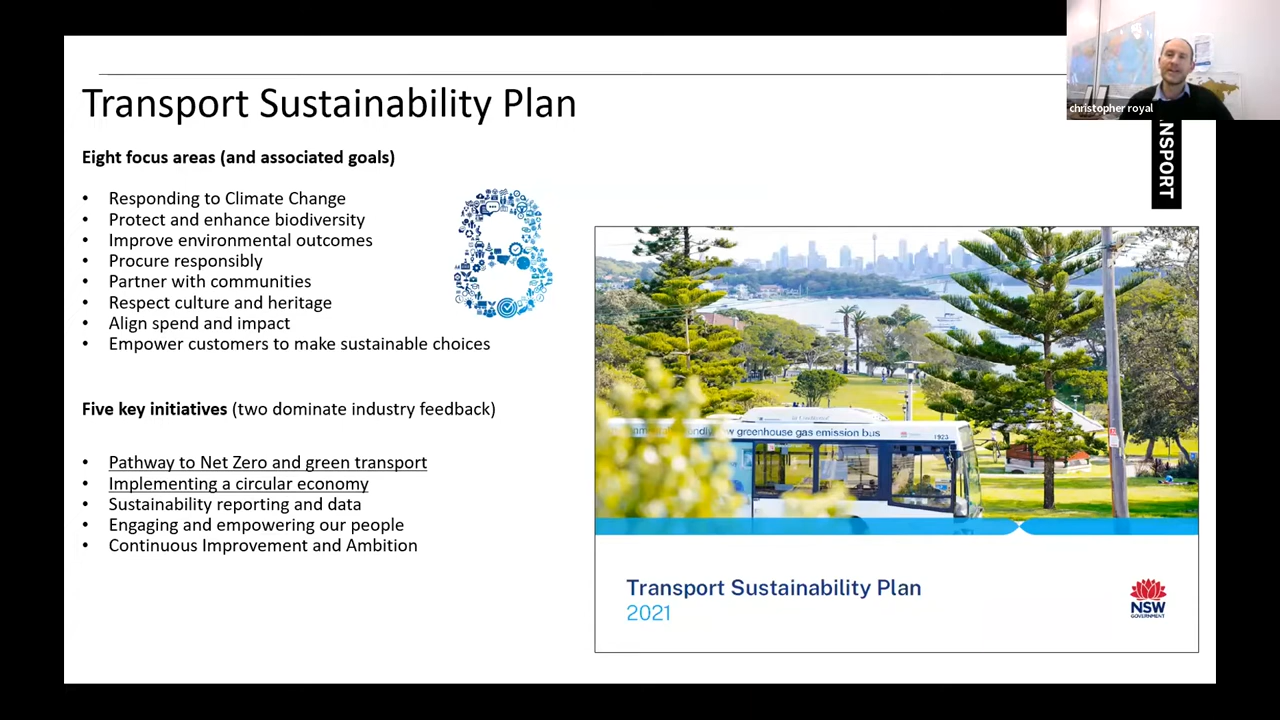 Transport Sustainability Plan
christopher royal
NSPORT
Eight focus areas (and associated goals)
• Responding to Climate Change
• Protect and enhance biodiversity
• Improve environmental outcomes
• Procure responsibly
• Partner with communities
• Respect culture and heritage
• Align spend and impact
• Empower customers to make sustainable choices
Five key initiatives (two dominate industry feedback)
• Pathway to Net Zero and green transport
• Implementing a circular economy
• Sustainability reporting and data
• Engaging and empowering our people
• Continuous Improvement and Ambition
greenhouse gas emission bus
1923
Transport Sustainability Plan
2021
NSW
GOVERNMENT